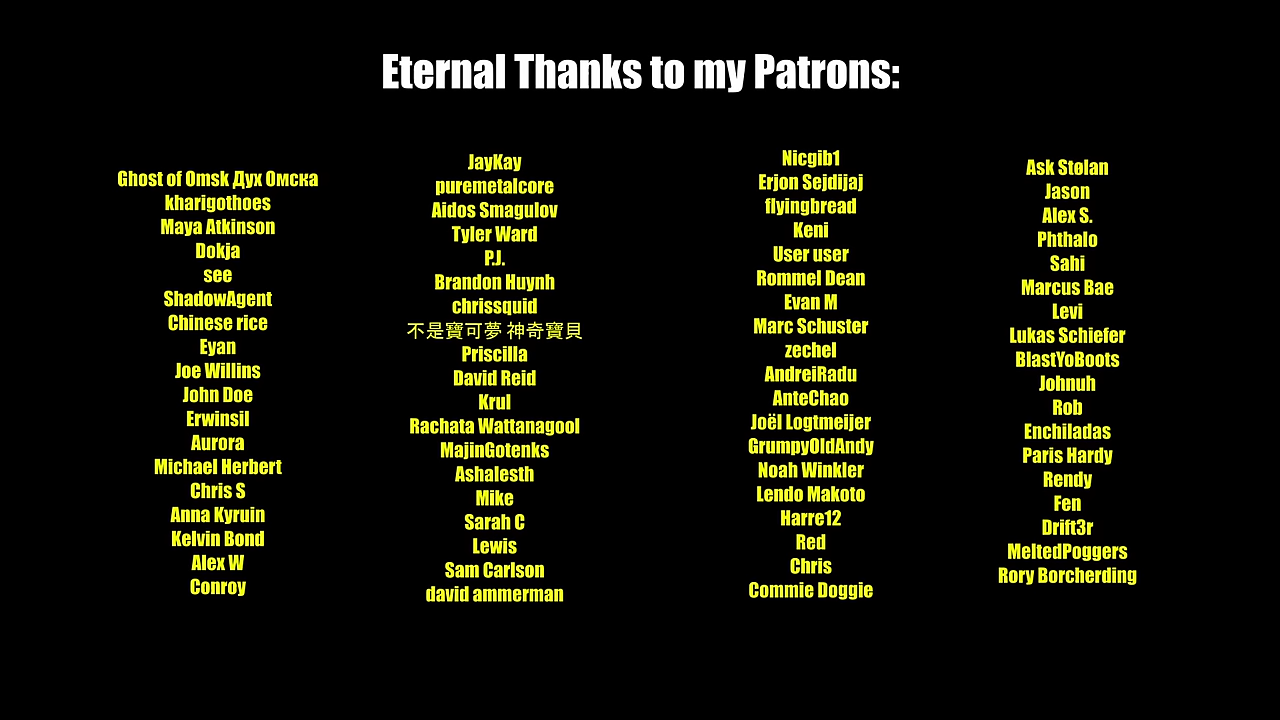 Eternal Thanks to my Patrons:
Ghost of Omsk Дух Омска
kharigothoes
Maya Atkinson
Dokja
see
ShadowAgent
Chinese rice
Eyan
Joe Willins
John Doe
Erwinsil
Aurora
Michael Herbert
Chris S
Anna Kyruin
Kelvin Bond
Alex W
Conroy
JayKay
puremetalcore
Aidos Smagulov
Tyler Ward
P.J.
Brandon Huynh
chrissquid
不是寶可夢 神奇寶貝
Priscilla
David Reid
Krul
Rachata Wattanagool
MajinGotenks
Ashalesth
Mike
Sarah C
Lewis
Sam Carlson
david ammerman
Nicgib1
Erjon Sejdijaj
flyingbread
Keni
User user
Rommel Dean
Evan M
Marc Schuster
zechel
AndreiRadu
AnteChao
Joël Logtmeijer
GrumpyOldAndy
Noah Winkler
Lendo Makoto
Harre12
Red
Chris
Commie Doggie
Ask Stølan
Jason
Alex S.
Phthalo
Sahi
Marcus Bae
Levi
Lukas Schiefer
BlastYoBoots
Johnuh
Rob
Enchiladas
Paris Hardy
Rendy
Fen
Drift3r
MeltedPoggers
Rory Borcherding